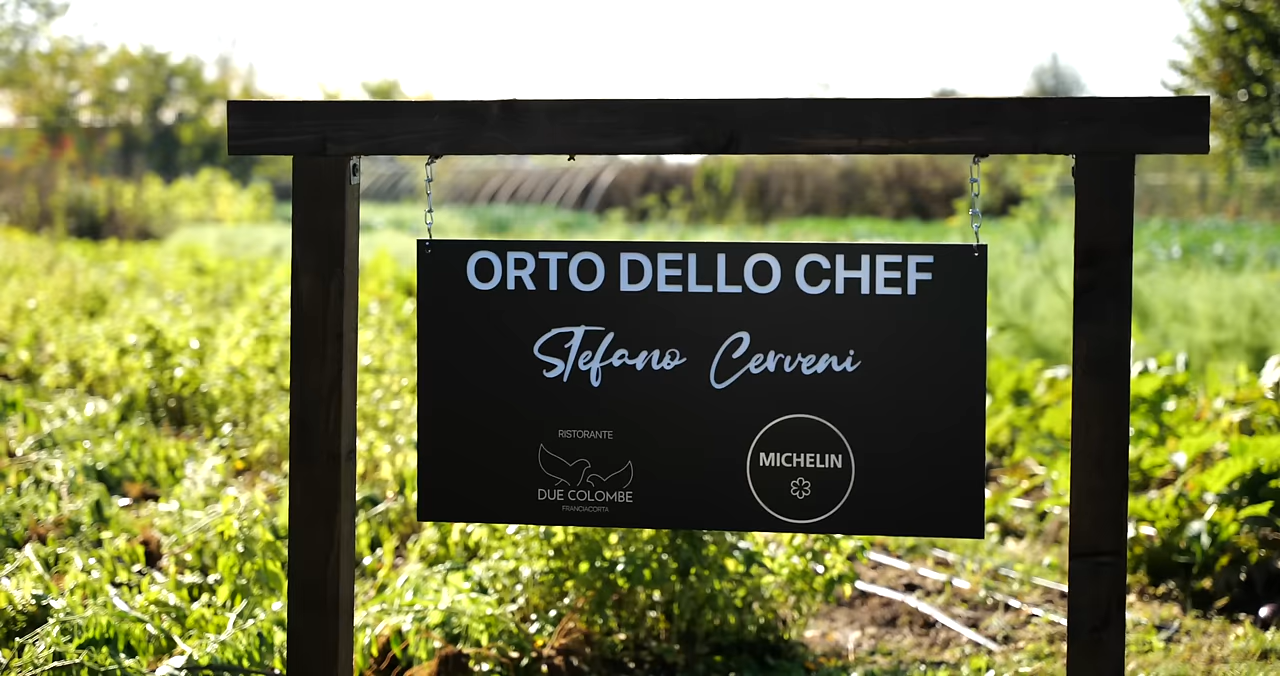 ORTO DELLO CHEF
Stefano Cerveni
RISTORANTE
DUE COLOMBE
FRANCIACORTA
MICHELIN